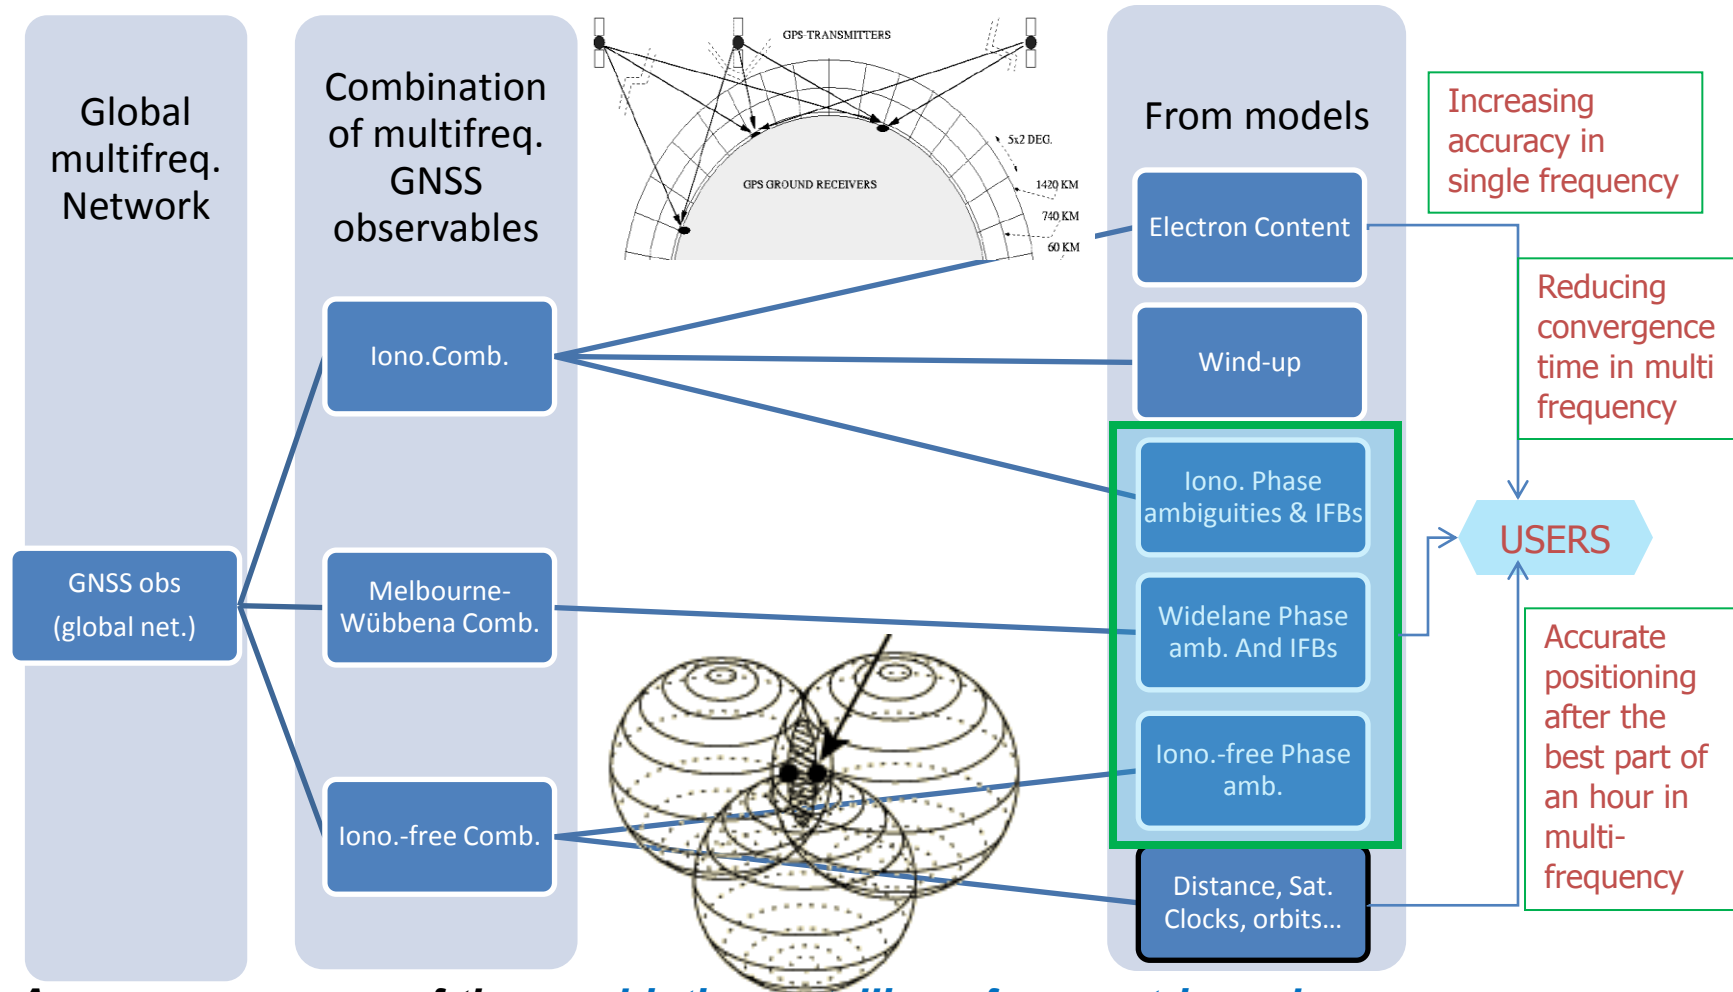 Global
multifreq.
Network
GNSS obs
(global net.)
Combination
of multifreq.
GNSS
observables
Iono.Comb.
Melbourne-
Wübbena Comb.
Iono.-free Comb.
GPS-TRANSMITTERS
GPS GROUND RECEIVERS
5x2 DEG.
1420 KM
740 KM
60 KM
From models
Electron Content
Wind-up
Iono. Phase
ambiguities & IFBs
Widelane Phase
amb. And IFBs
Iono.-free Phase
amb.
Distance, Sat.
Clocks, orbits...
Increasing
accuracy in
single frequency
Reducing
convergence
time in multi
frequency
USERS
Accurate
positioning
after the
best part of
an hour in
multi-
frequency